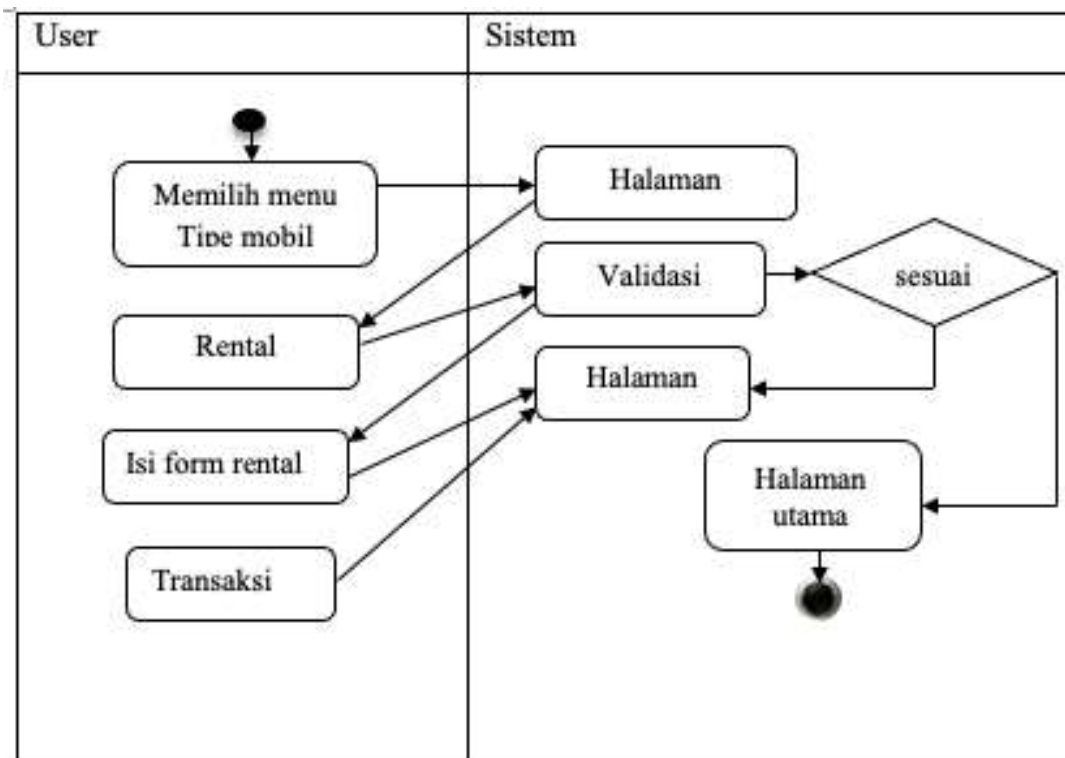 User
Sistem
Memilih menu
Tipe mobil
Halaman
Validasi
sesuai
Rental
Halaman
Isi form rental
Halaman
utama
Transaksi